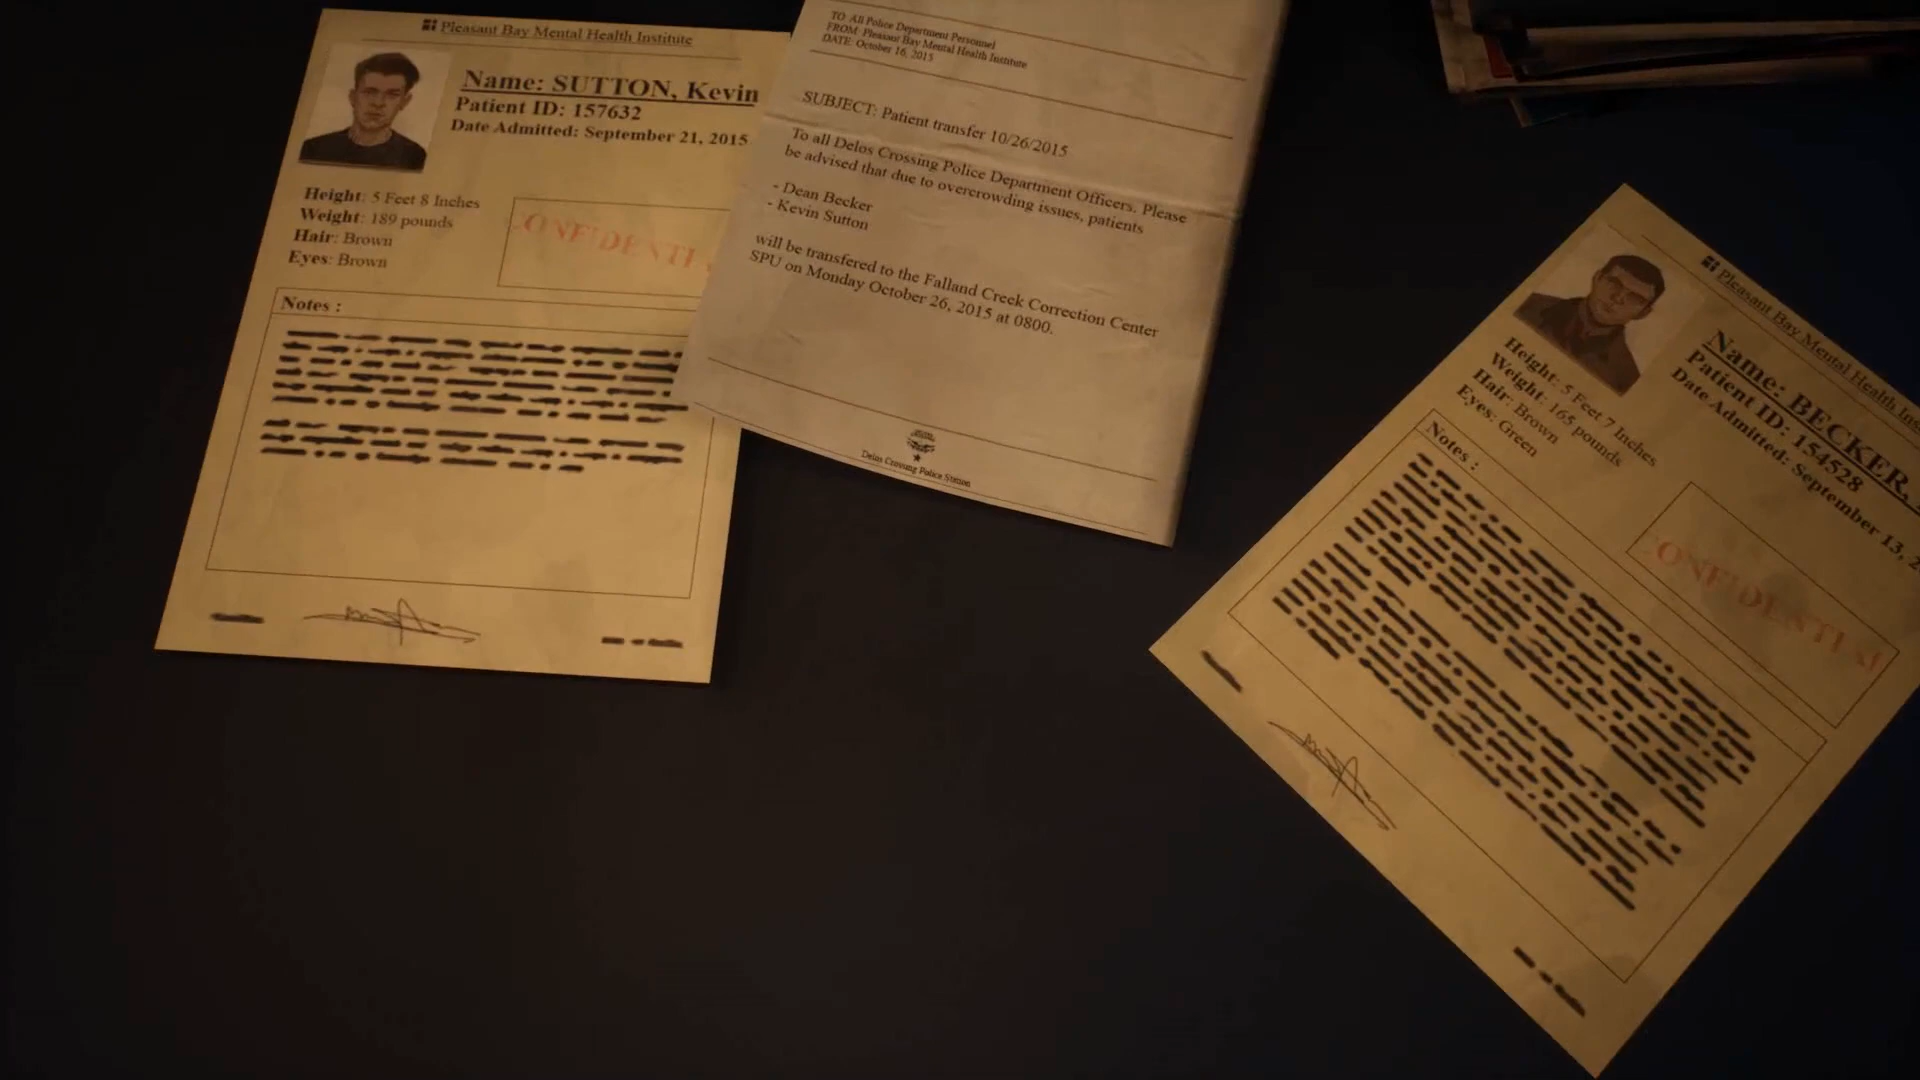 Pleasant Bay Mental Health Institute
Name: SUTTON, Kevin
Patient ID: 157632
Date Admitted: September 21, 2015
Height: 5 Feet 8 Inches
Weight: 189 pounds
Hair: Brown
Eyes: Brown
ONFIDENTI
Notes :
TO: All Police Department Personnel
FROM: Pleasant Bay Mental Health Institute
DATE: October 16, 2015
SUBJECT: Patient transfer 10/26/2015
To all Delos Crossing Police Department Officers. Please
be advised that due to overcrowding issues, patients
- Dean Becker
- Kevin Sutton
will be transfered to the Falland Creek Correction Center
SPU on Monday October 26, 2015 at 0800.
Delos Crossing Police Station
Pleasant Bay Mental Health Ins
Name: BECKER,
Patient ID: 154528
Date Admitted: September 13, 2
Height: 5 Feet 7 Inches
Weight: 165 pounds
Hair: Brown
Eyes: Green
ONFIDENTIAL
Notes :